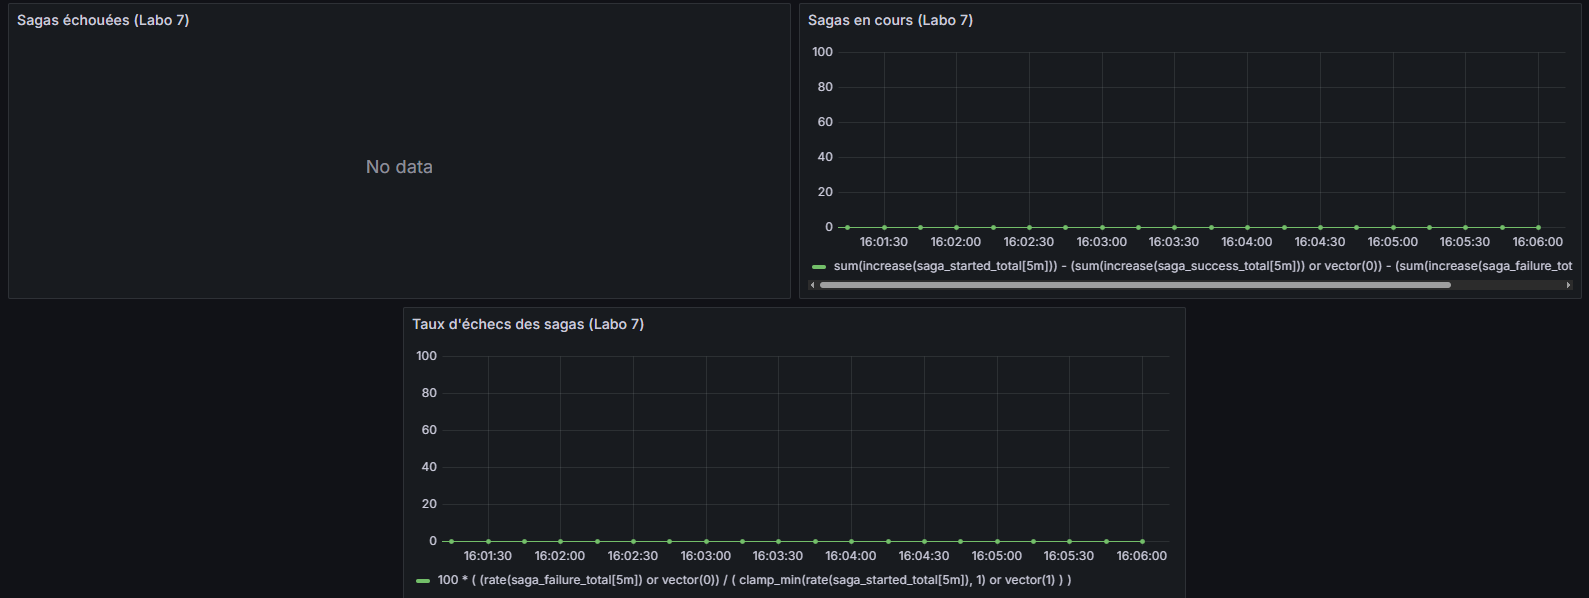 Sagas échouées (Labo 7)
No data
Sagas en cours (Labo 7)
100
80
60
40
20
0
16:01:30 16:02:00 16:02:30 16:03:00 16:03:30 16:04:00 16:04:30 16:05:00 16:05:30 16:06:00
sum(increase(saga_started_total[5m])) - (sum(increase(saga_success_total[5m])) or vector(0)) - (sum(increase(saga_failure_tot
Taux d'échecs des sagas (Labo 7)
100
80
60
40
20
0
16:01:30 16:02:00 16:02:30 16:03:00 16:03:30 16:04:00 16:04:30 16:05:00 16:05:30 16:06:00
100 * ( (rate(saga_failure_total[5m]) or vector(0)) / ( clamp_min(rate(saga_started_total[5m]), 1) or vector(1) ) )